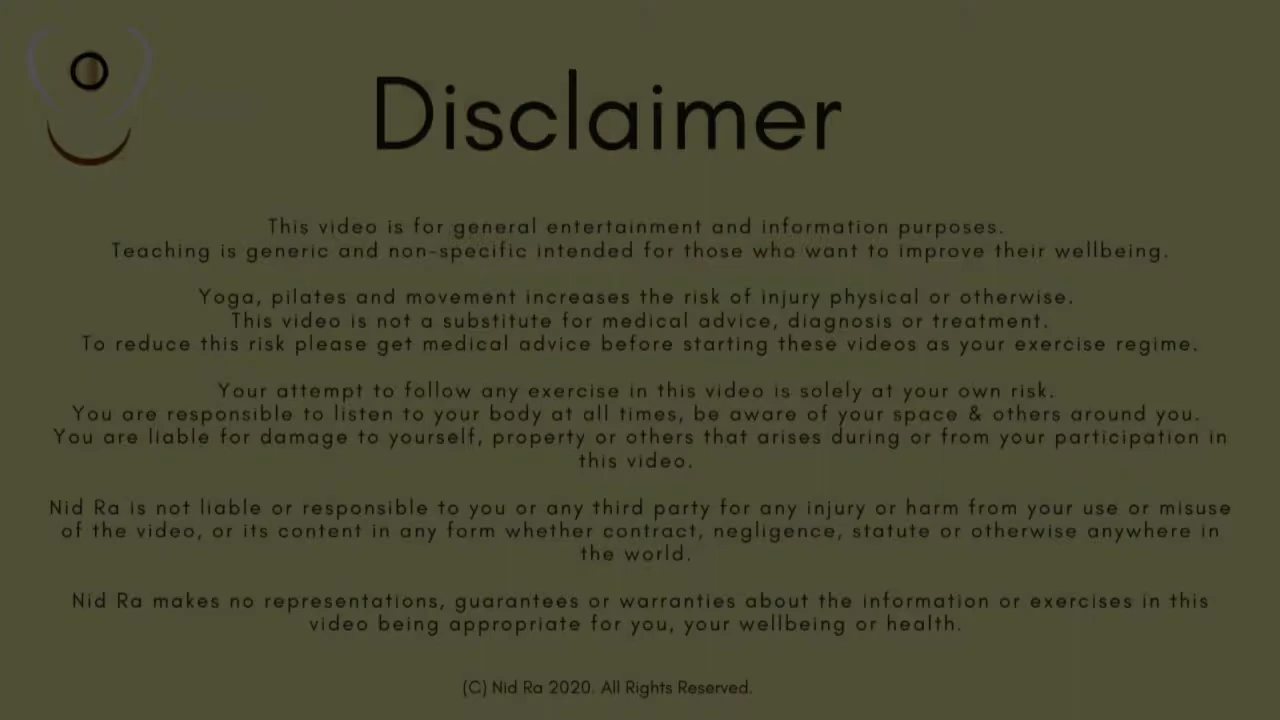 Disclaimer
This video is for general entertainment and information purposes.
Teaching is generic and non-specific intended for those who want to improve their wellbeing.
Yoga, pilates and movement increases the risk of injury physical or otherwise.
This video is not a substitute for medical advice, diagnosis or treatment.
To reduce this risk please get medical advice before starting these videos as your exercise regime.
Your attempt to follow any exercise in this video is solely at your own risk.
You are responsible to listen to your body at all times, be aware of your space & others around you.
You are liable for damage to yourself, property or others that arises during or from your participation in
this video.
Nid Ra is not liable or responsible to you or any third party for any injury or harm from your use or misuse
of the video, or its content in any form whether contract, negligence, statute or otherwise anywhere in
the world.
Nid Ra makes no representations, guarantees or warranties about the information or exercises in this
video being appropriate for you, your wellbeing or health.
(C) Nid Ra 2020. All Rights Reserved.